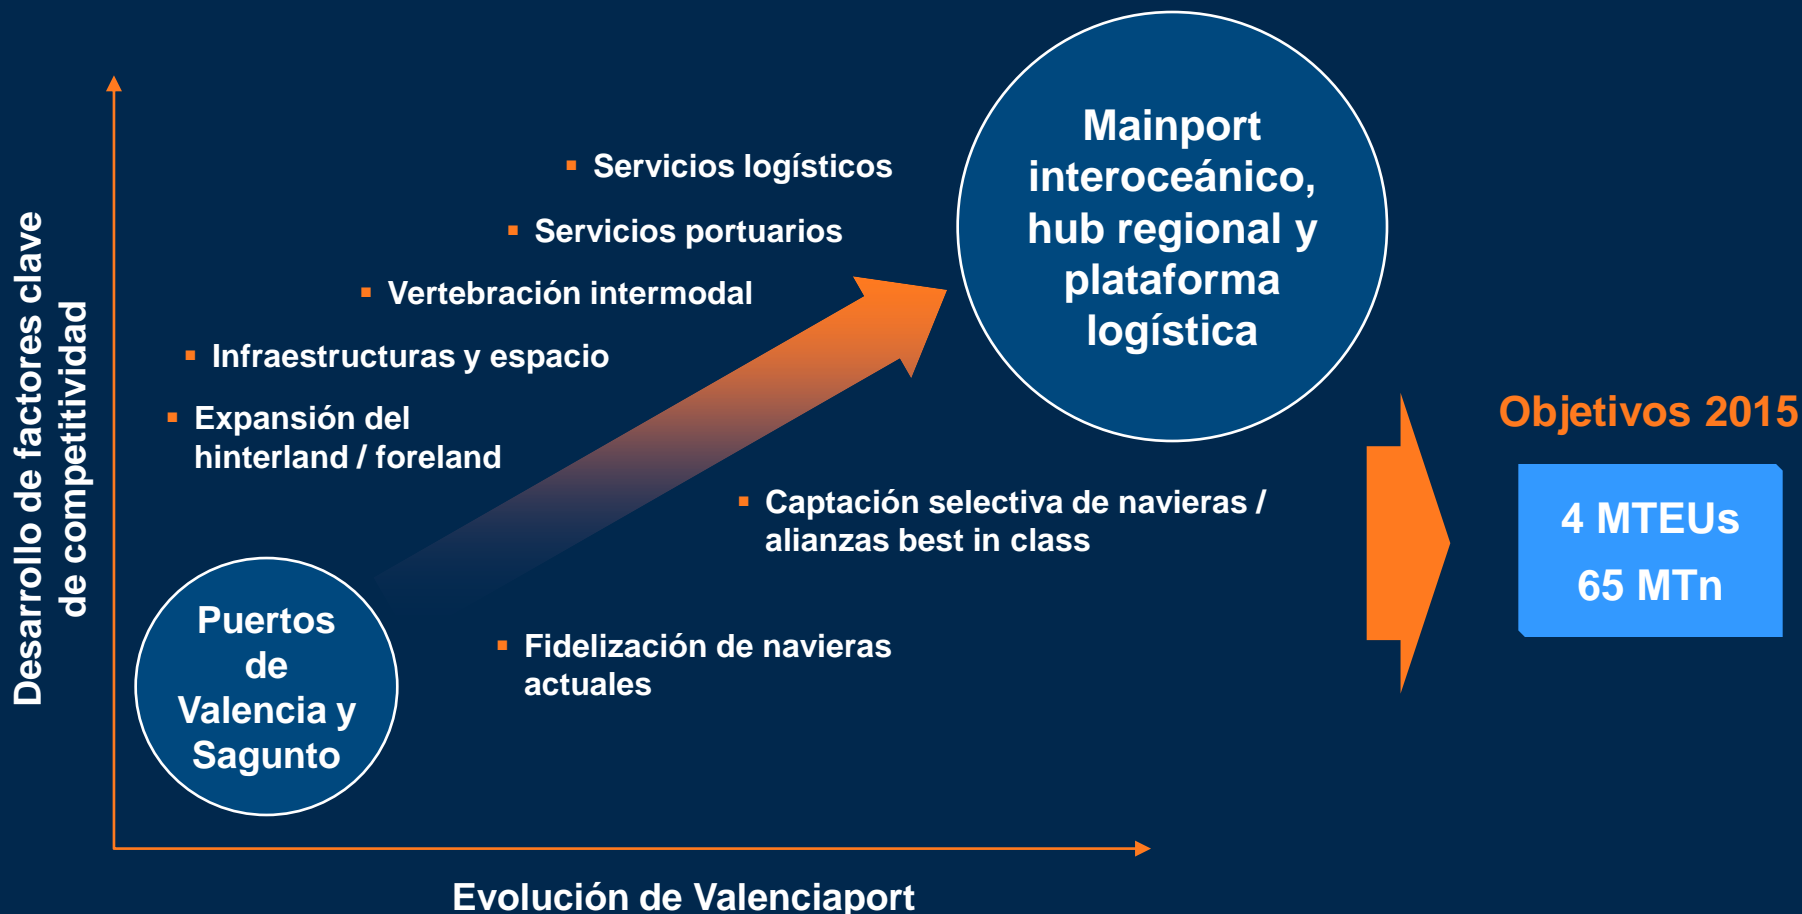 Desarrollo de factores clave
de competitividad
▪ Servicios logísticos
▪ Servicios portuarios
▪ Vertebración intermodal
▪ Infraestructuras y espacio
▪ Expansión del
hinterland / foreland
Mainport
interoceánico,
hub regional y
plataforma
logística
▪ Captación selectiva de navieras /
alianzas best in class
▪ Fidelización de navieras
actuales
Puertos
de
Valencia y
Sagunto
Objetivos 2015
4 MTEUs
65 MTn
Evolución de Valenciaport